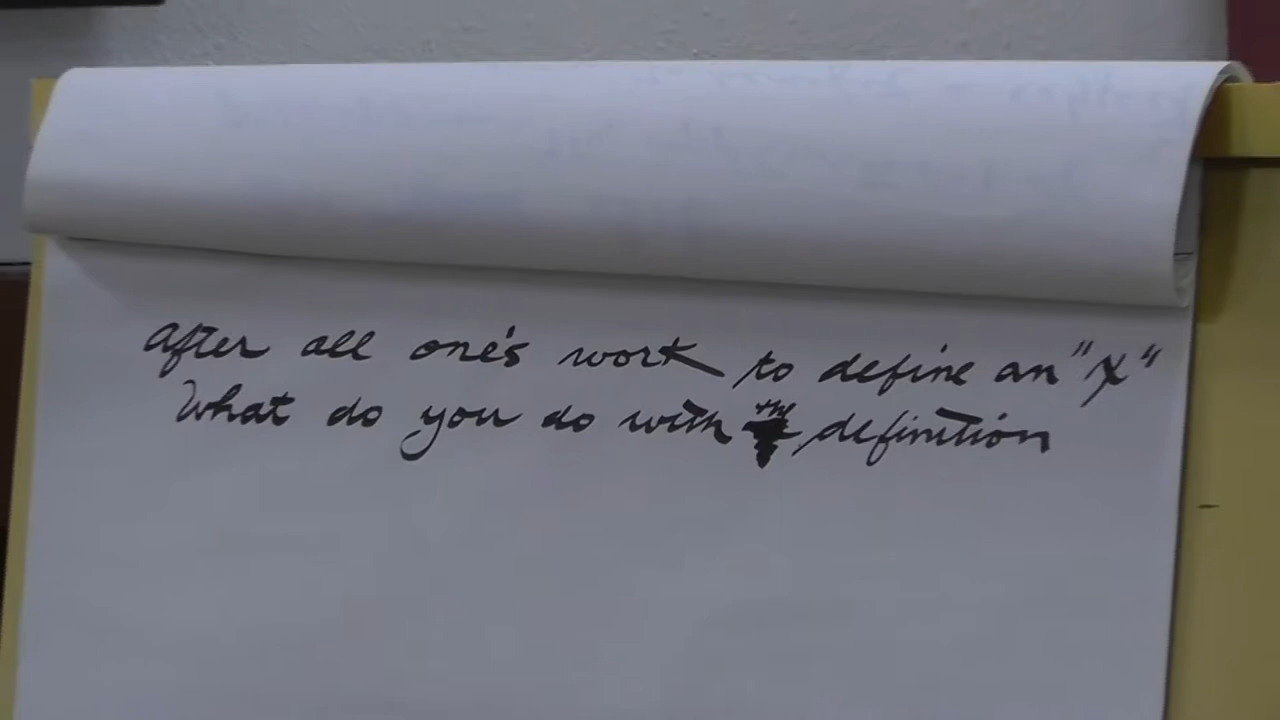 After all one's work to define an "X"
What do you do with the definition